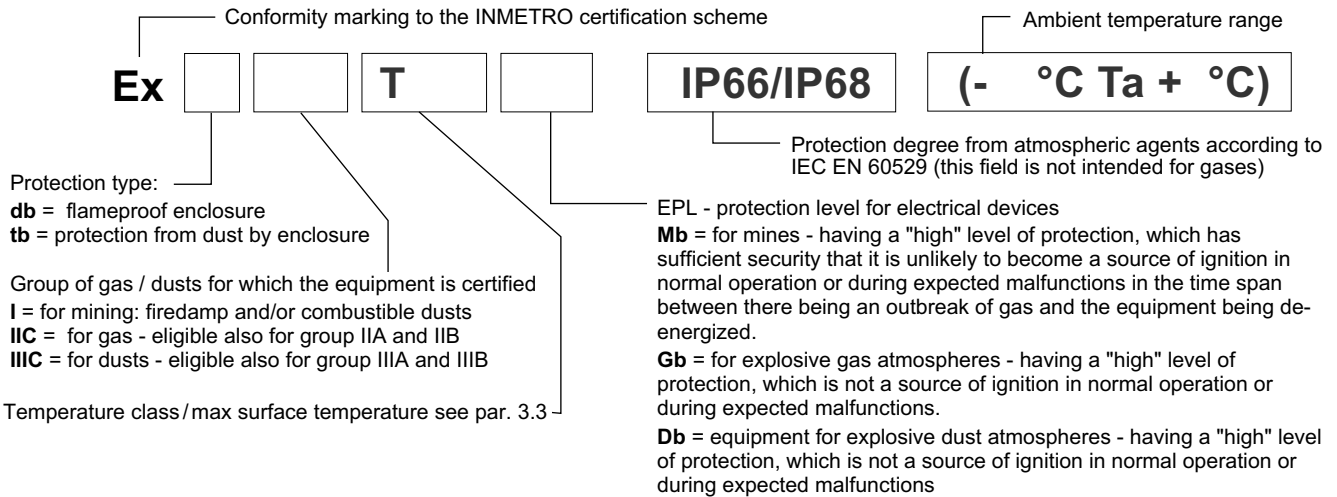 Conformity marking to the INMETRO certification scheme
Ambient temperature range
Ex T IP66/IP68 (- °C Ta + °C)
Protection degree from atmospheric agents according to
IEC EN 60529 (this field is not intended for gases)
Protection type:
db = flameproof enclosure
tb = protection from dust by enclosure
Group of gas / dusts for which the equipment is certified
I = for mining: firedamp and/or combustible dusts
IIC = for gas - eligible also for group IIA and IIB
IIIC = for dusts - eligible also for group IIIA and IIIB
Temperature class/max surface temperature see par. 3.3
EPL - protection level for electrical devices
Mb = for mines - having a "high" level of protection, which has
sufficient security that it is unlikely to become a source of ignition in
normal operation or during expected malfunctions in the time span
between there being an outbreak of gas and the equipment being de-
energized.
Gb = for explosive gas atmospheres - having a "high" level of
protection, which is not a source of ignition in normal operation or
during expected malfunctions.
Db = equipment for explosive dust atmospheres - having a "high" level
of protection, which is not a source of ignition in normal operation or
during expected malfunctions